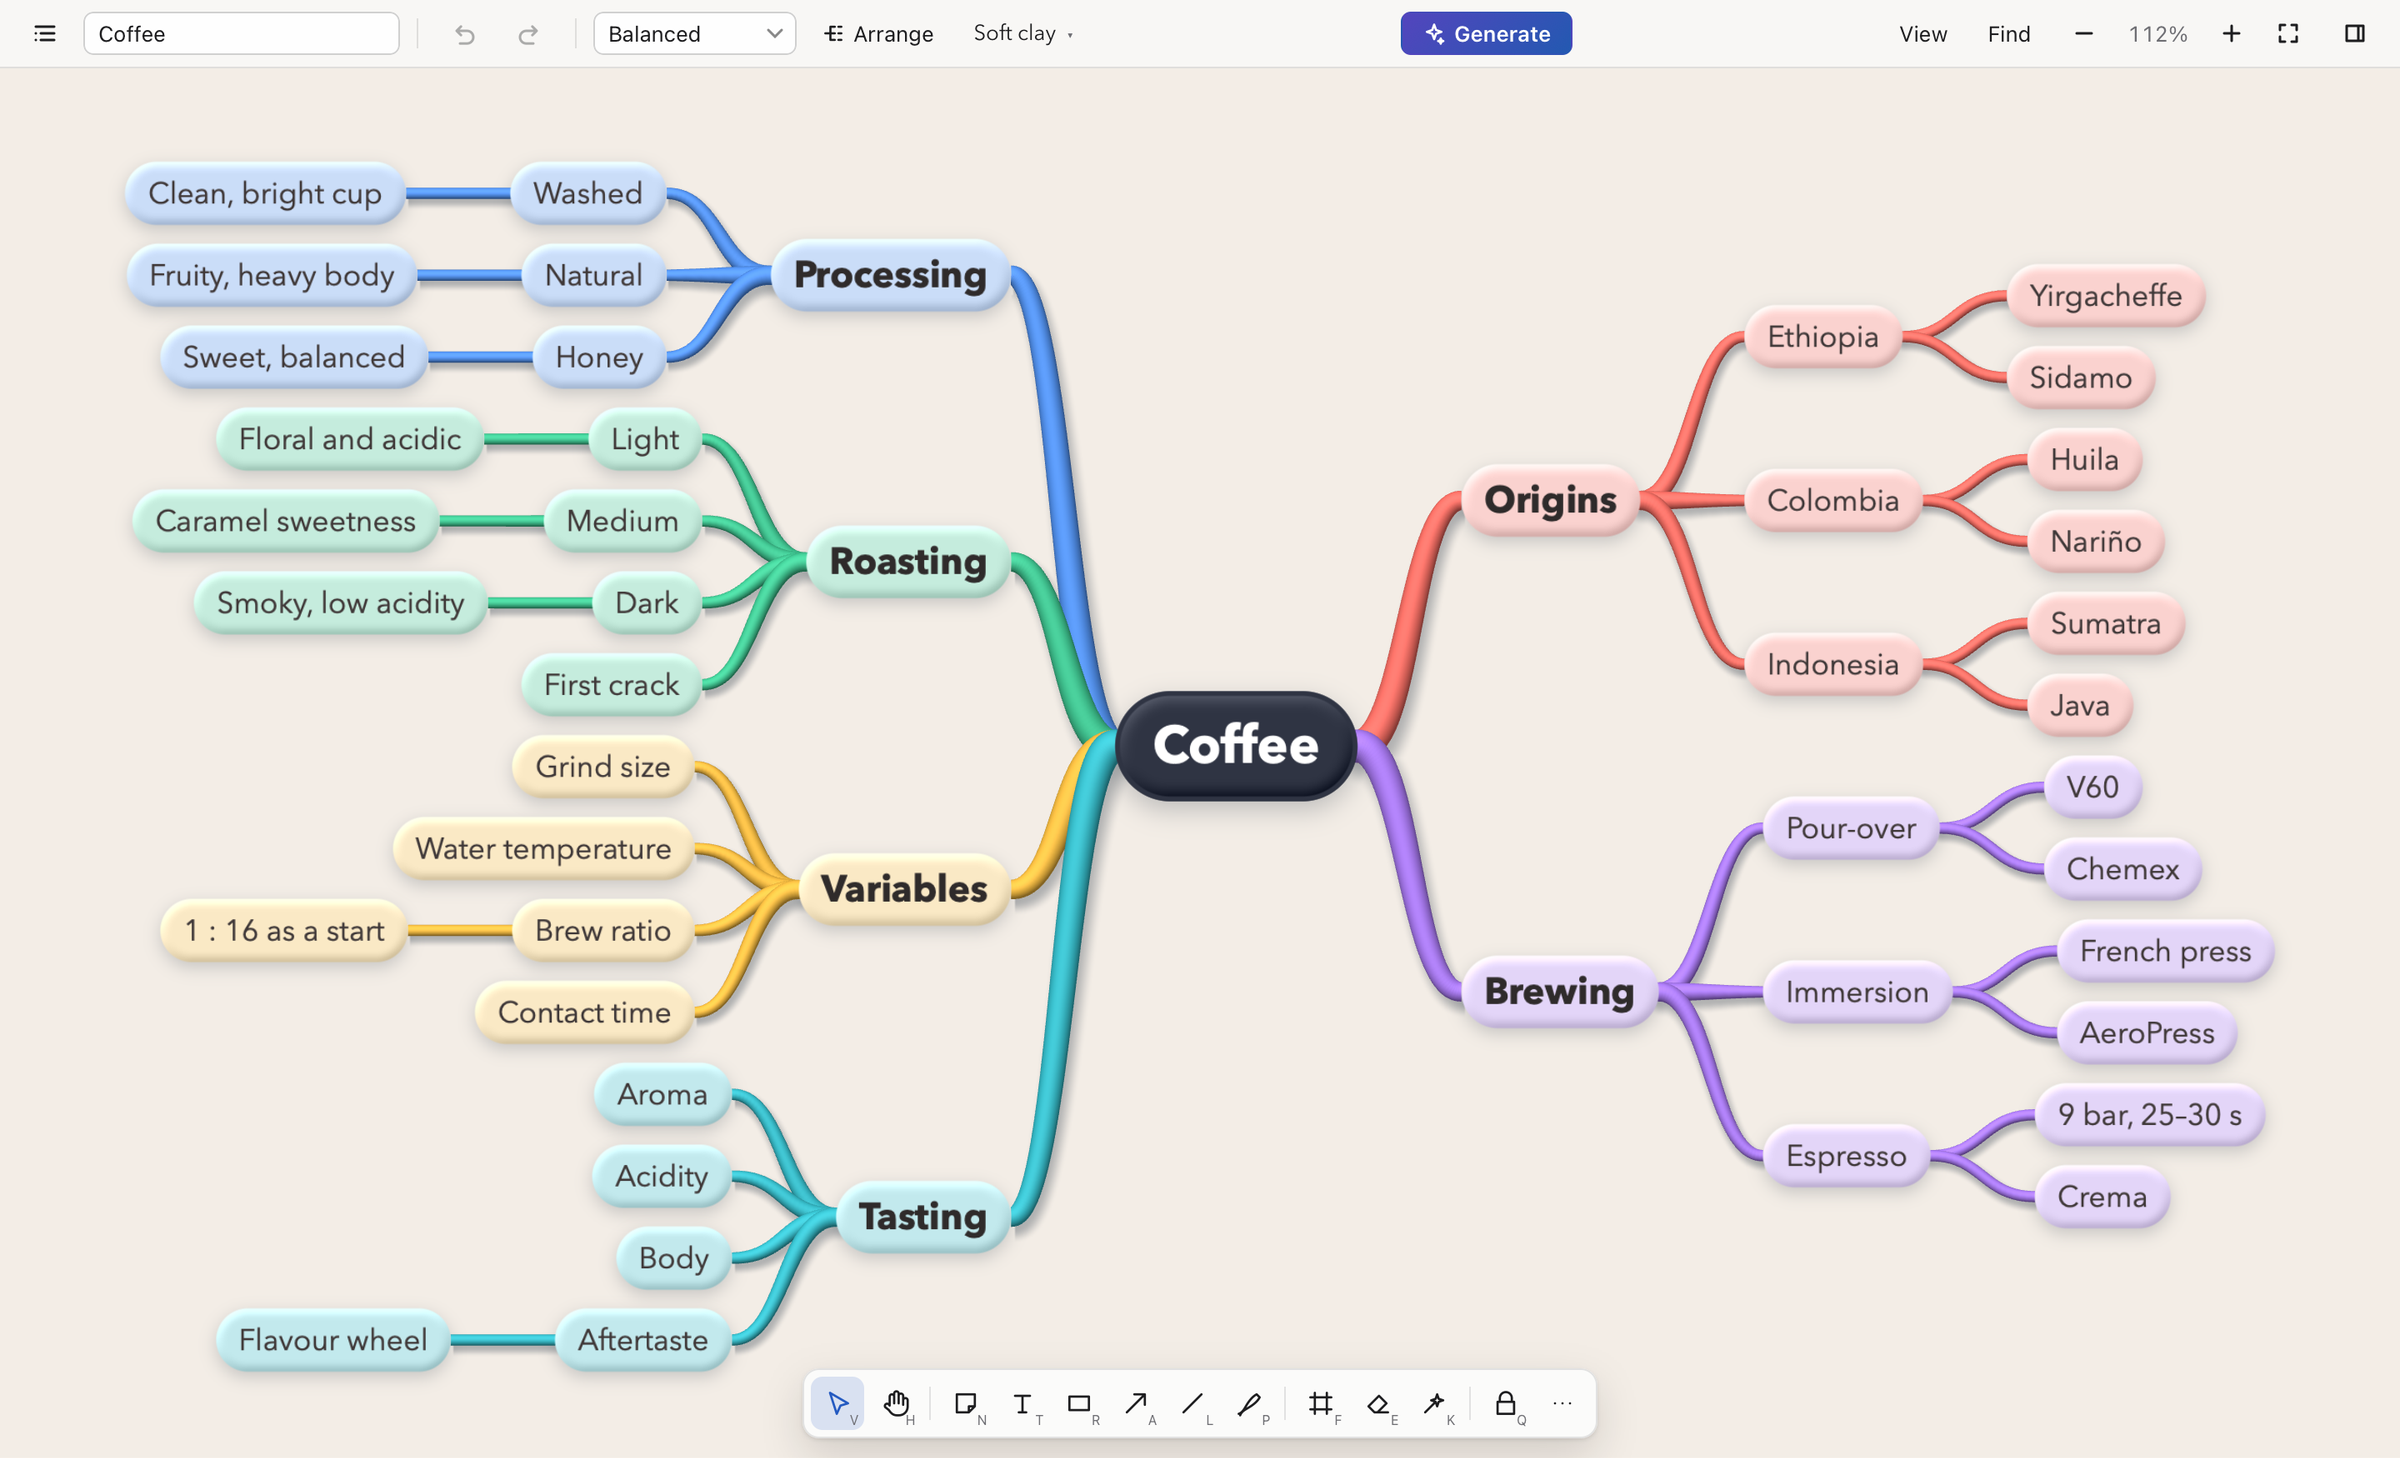 Coffee
Balanced
Arrange
Soft clay
Generate
View
Find
112%
Clean, bright cup
Washed
Fruity, heavy body
Natural
Sweet, balanced
Honey
Processing
Floral and acidic
Light
Caramel sweetness
Medium
Smoky, low acidity
Dark
First crack
Roasting
Grind size
Water temperature
1 : 16 as a start
Brew ratio
Contact time
Variables
Aroma
Acidity
Body
Flavour wheel
Aftertaste
Tasting
Coffee
Origins
Ethiopia
Yirgacheffe
Sidamo
Colombia
Huila
Nariño
Indonesia
Sumatra
Java
Brewing
Pour-over
V60
Chemex
Immersion
French press
AeroPress
Espresso
9 bar, 25–30 s
Crema
V
H
N
T
R
A
L
P
F
E
K
Q